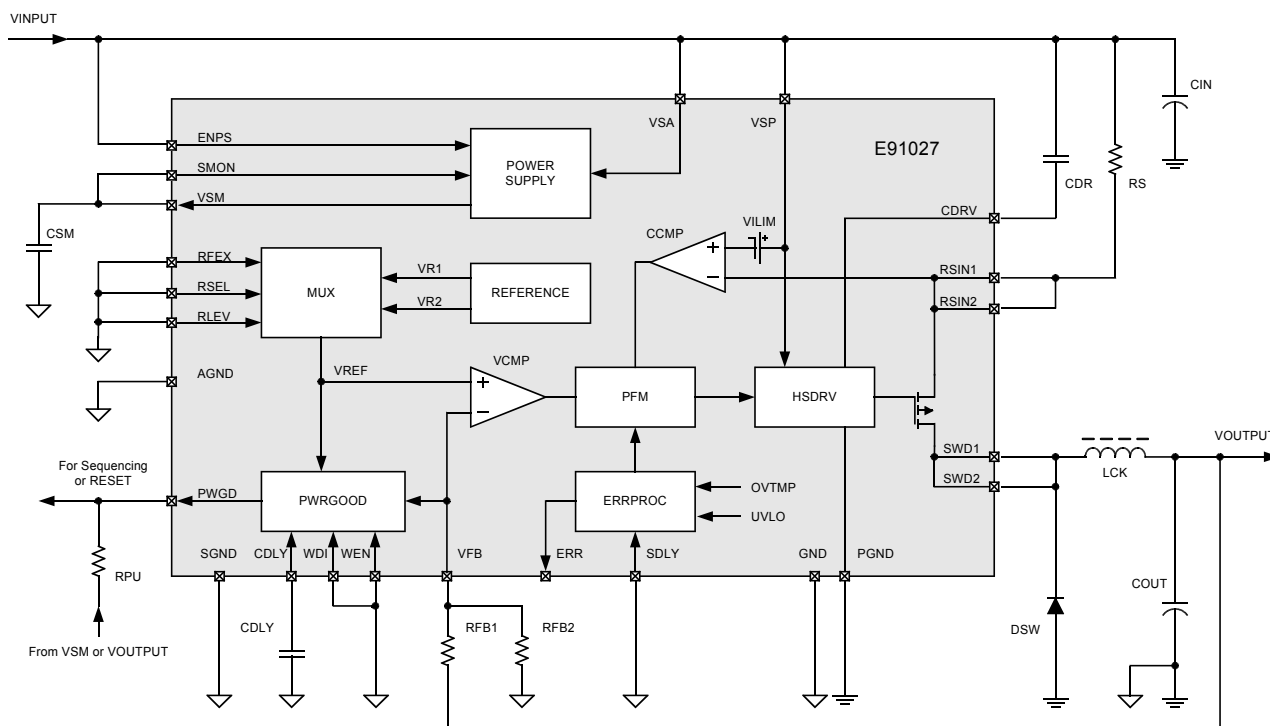 VINPUT
CIN
VSA
VSP
E91027
ENPS
SMON
VSM
POWER
SUPPLY
CDR
RS
CSM
VILIM
CDRV
CCMP
+
+
−
RFEX
RSEL
RLEV
MUX
VR1
VR2
REFERENCE
RSIN1
RSIN2
AGND
VREF
VCMP
+
−
PFM
HSDRV
VOUTPUT
For Sequencing
or RESET
PWGD
PWRGOOD
ERRPROC
OVTMP
UVLO
SWD1
SWD2
LCK
SGND
CDLY
WDI
WEN
VFB
ERR
SDLY
GND
PGND
RPU
From VSM or VOUTPUT
CDLY
RFB1
RFB2
DSW
COUT